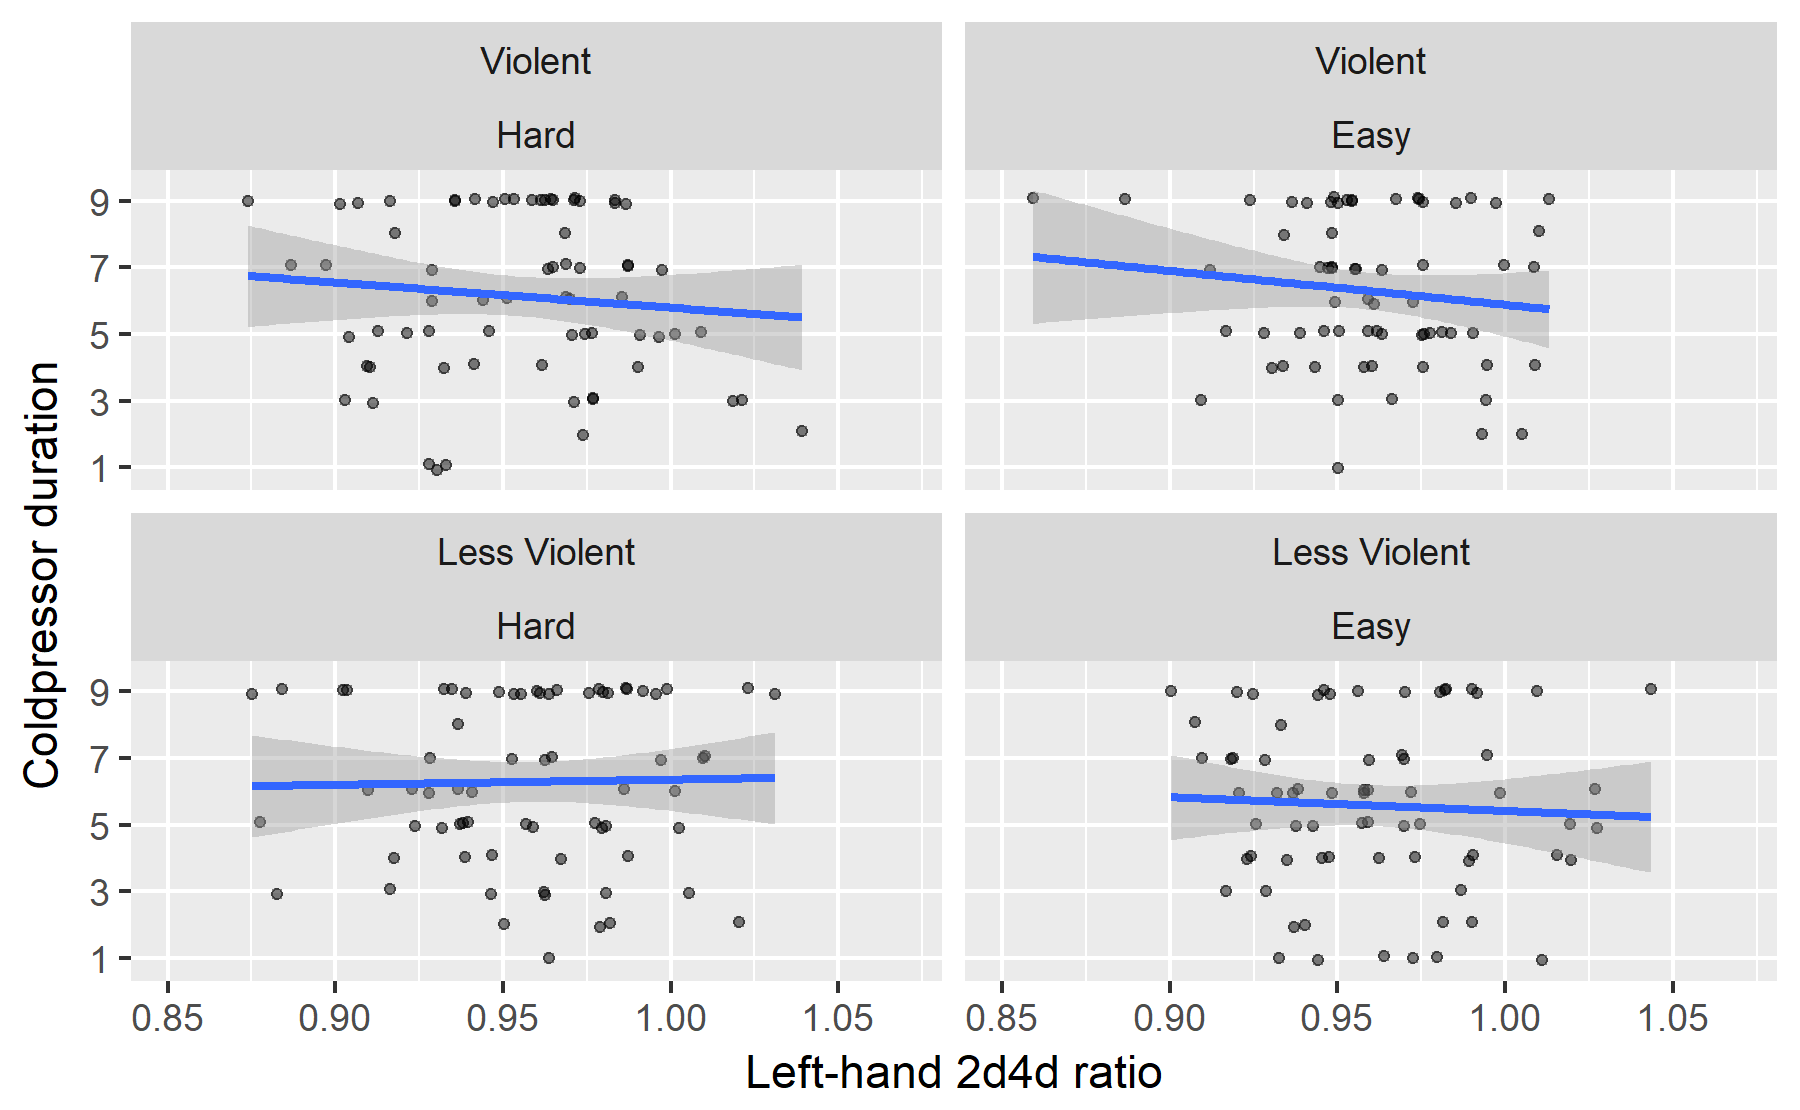 Violent
Violent
Hard
Easy
9
7
5
3
1
Less Violent
Less Violent
Hard
Easy
9
7
5
3
1
0.85 0.90 0.95 1.00 1.05
0.85 0.90 0.95 1.00 1.05
Coldpressor duration
Left-hand 2d4d ratio